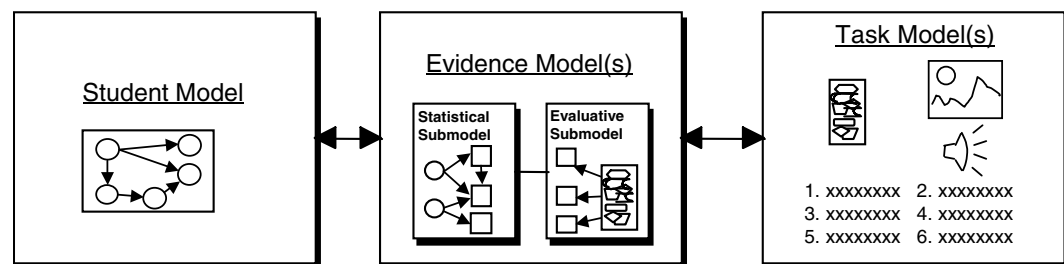 Student Model
Evidence Model(s)
Statistical
Submodel
Evaluative
Submodel
Task Model(s)
1. xxxxxxxx 2. xxxxxxxx
3. xxxxxxxx 4. xxxxxxxx
5. xxxxxxxx 6. xxxxxxxx